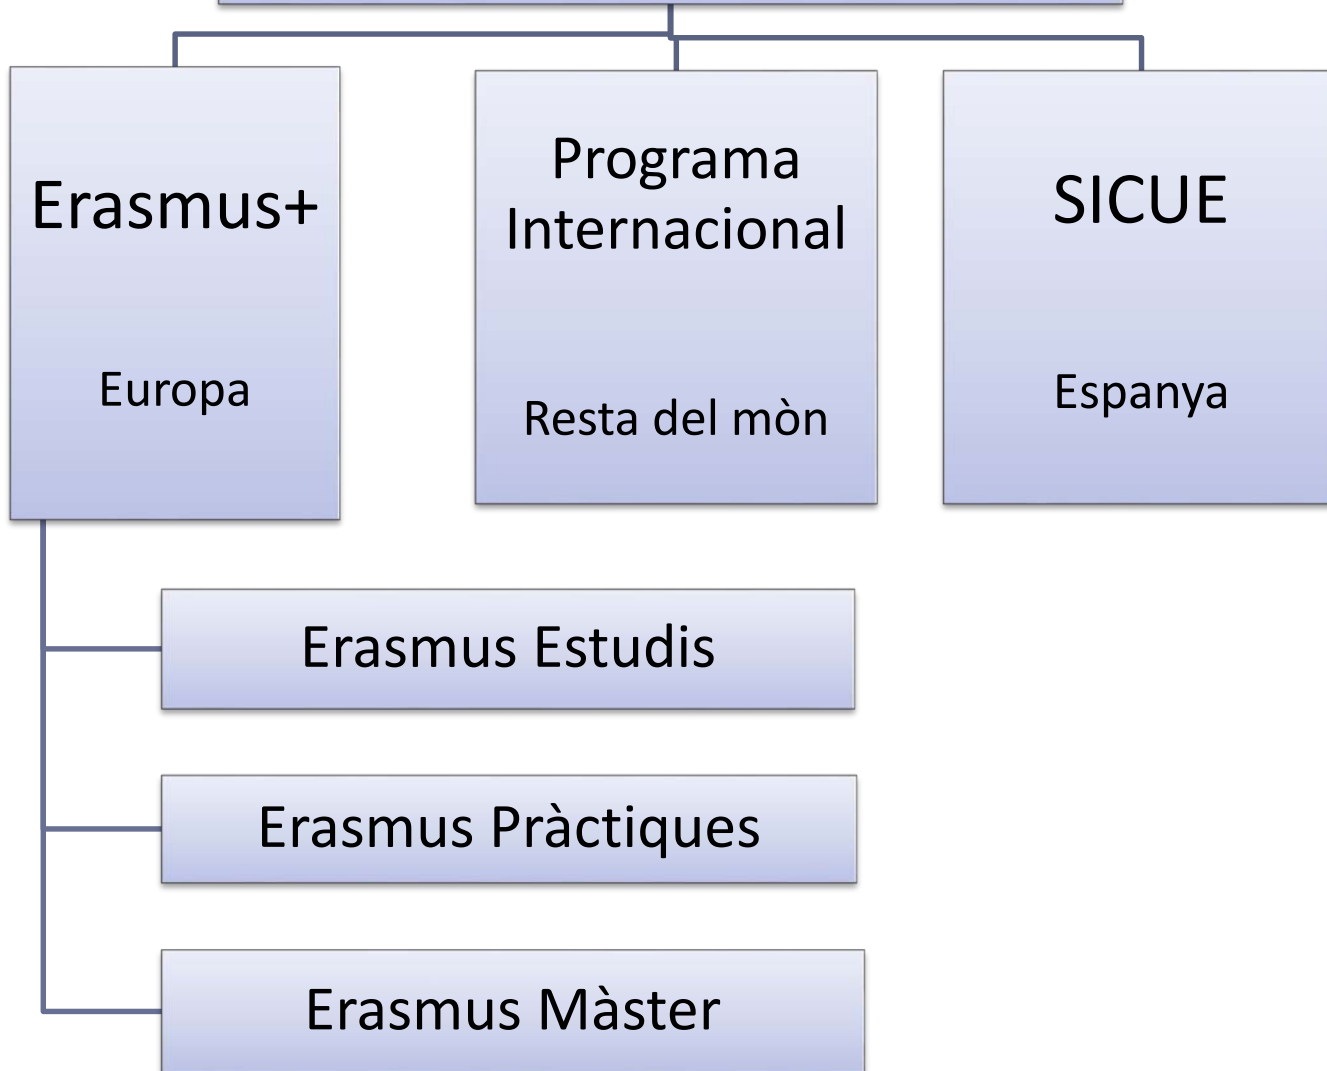 Erasmus+
Europa
Programa
Internacional
Resta del mòn
SICUE
Espanya
Erasmus Estudis
Erasmus Pràctiques
Erasmus Màster